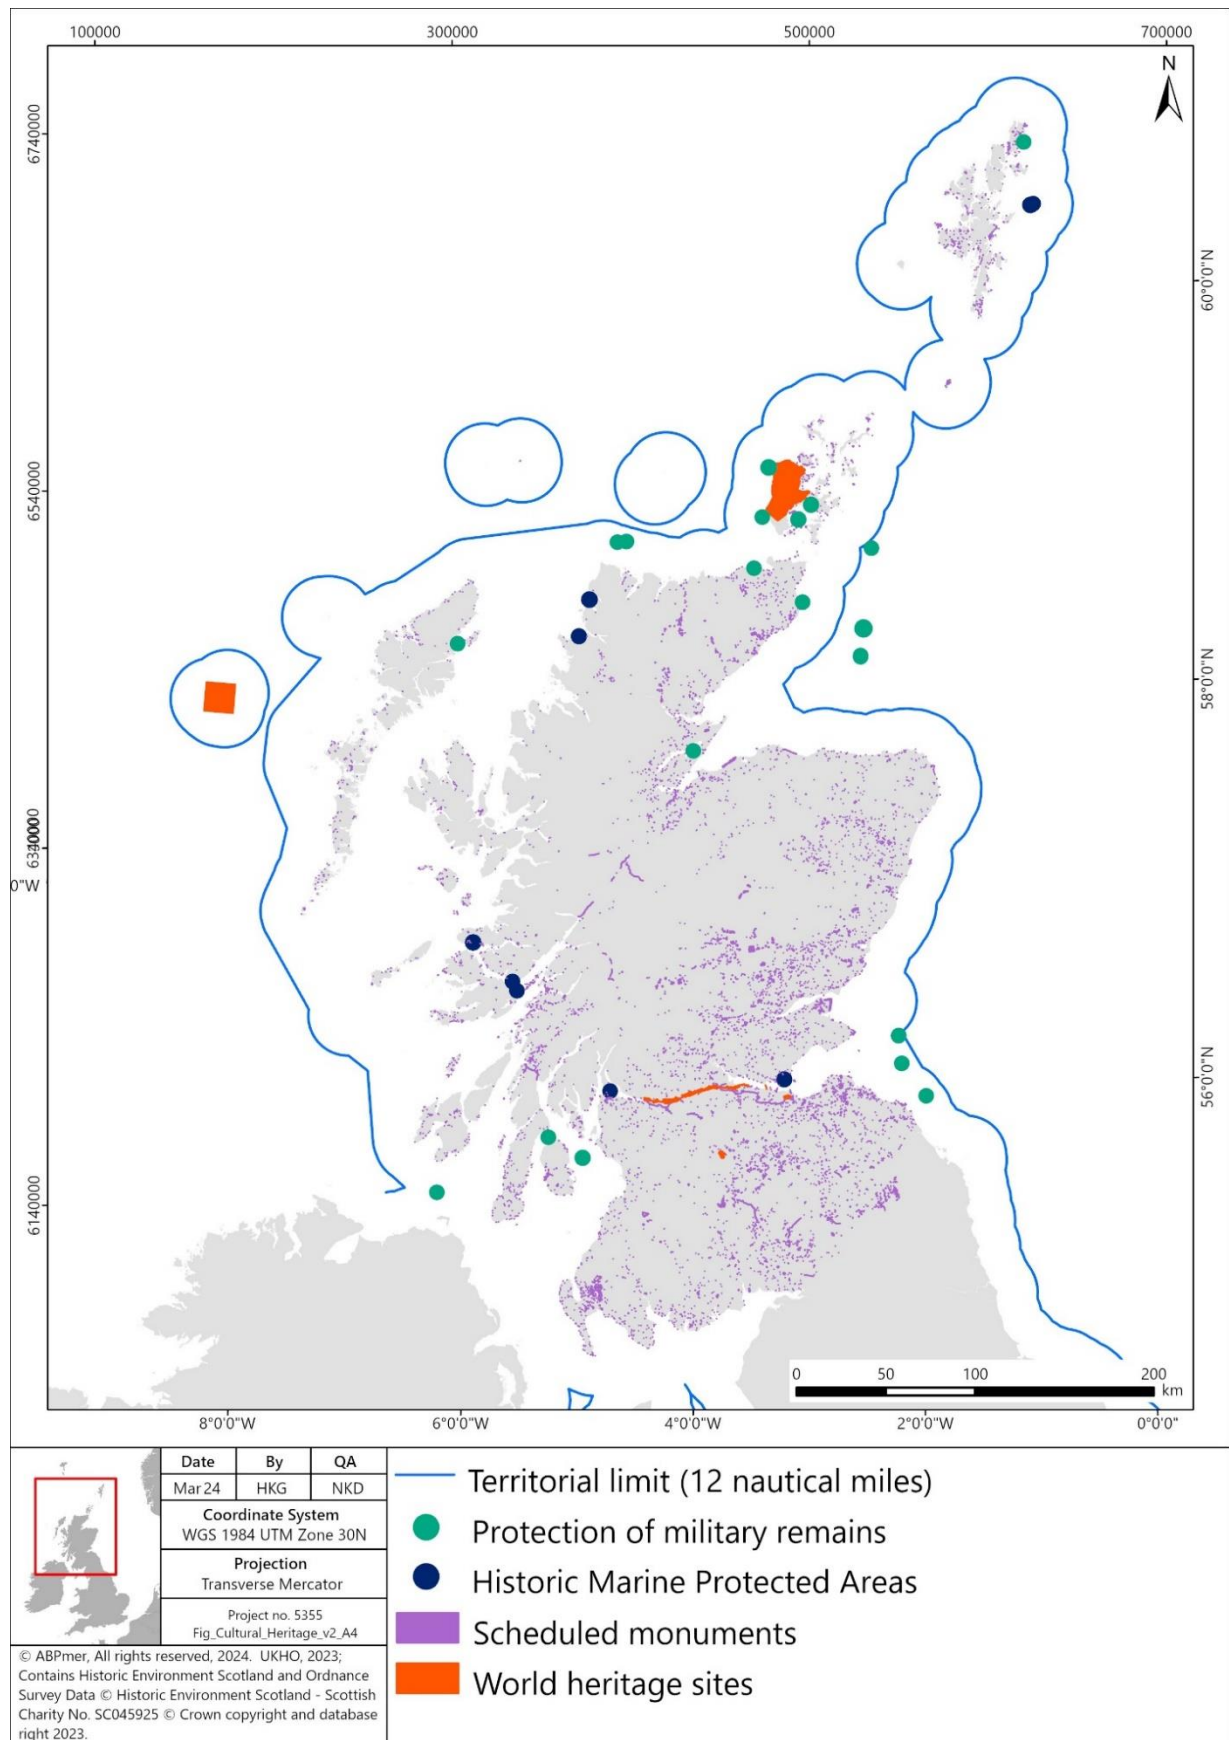 100000 300000 500000 700000
N
6740000
60°0'0"N
6540000
58°0'0"N
0"W
56°0'0"N
6140000
0 50 100 200
km
8°0'W 6°0'0"W 4°0'0"W 2°0'0"W 0°0'0"
Date By QA
Mar 24 HKG NKD
Coordinate System
WGS 1984 UTM Zone 30N
Projection
Transverse Mercator
Project no. 5355
Fig_Cultural_Heritage_v2_A4
© ABPmer, All rights reserved, 2024. UKHO, 2023;
Contains Historic Environment Scotland and Ordnance
Survey Data © Historic Environment Scotland - Scottish
Charity No. SC045925 © Crown copyright and database
right 2023.
Territorial limit (12 nautical miles)
Protection of military remains
Historic Marine Protected Areas
Scheduled monuments
World heritage sites